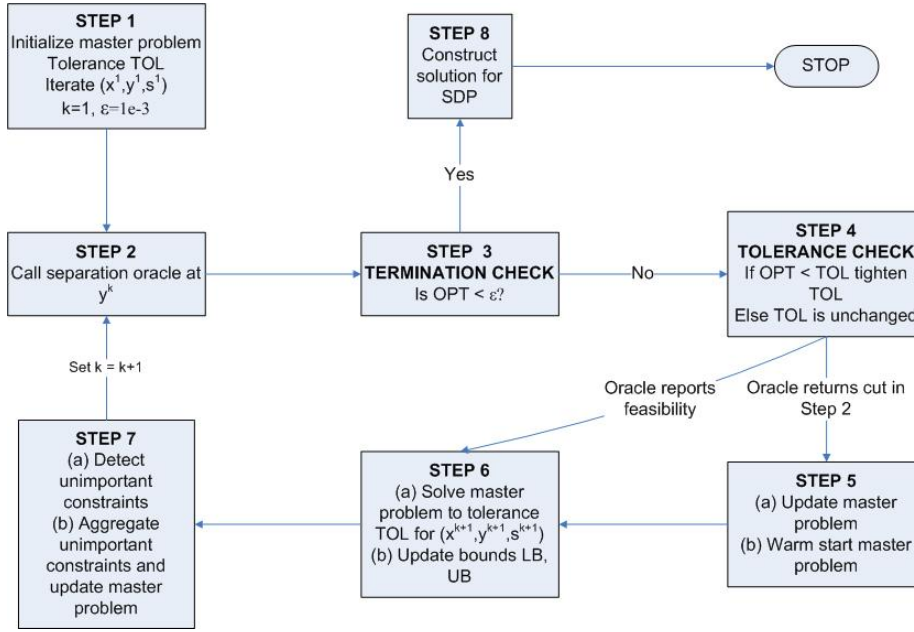 STEP 1
Initialize master problem
Tolerance TOL
Iterate (x¹,y¹,s¹)
k=1, ε=1e-3
STEP 8
Construct
solution for
SDP
STOP
Yes
STEP 2
Call separation oracle at
yᵏ
STEP 3
TERMINATION CHECK
Is OPT < ε?
No
STEP 4
TOLERANCE CHECK
If OPT < TOL tighten
TOL
Else TOL is unchanged
Set k = k+1
Oracle reports
feasibility
Oracle returns cut in
Step 2
STEP 7
(a) Detect
unimportant
constraints
(b) Aggregate
unimportant
constraints and
update master
problem
STEP 6
(a) Solve master
problem to tolerance
TOL for (xᵏ⁺¹,yᵏ⁺¹,sᵏ⁺¹)
(b) Update bounds LB,
UB
STEP 5
(a) Update master
problem
(b) Warm start master
problem